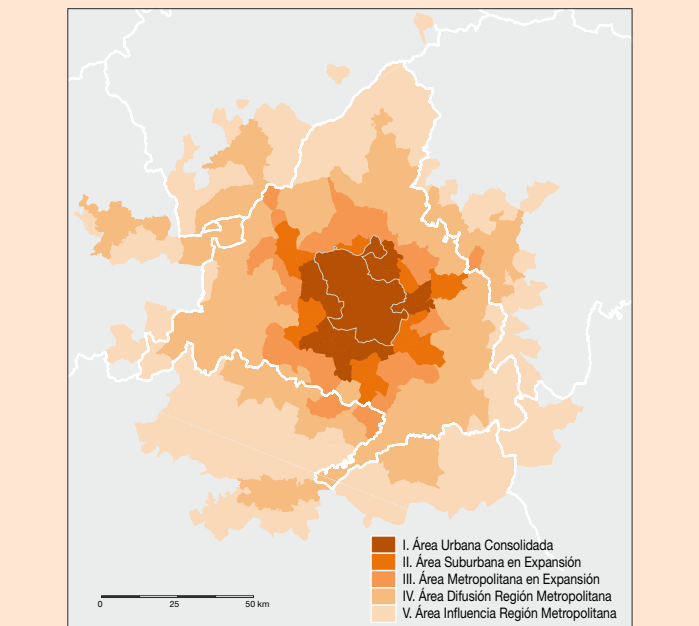 I. Área Urbana Consolidada
II. Área Suburbana en Expansión
III. Área Metropolitana en Expansión
IV. Área Difusión Región Metropolitana
V. Área Influencia Región Metropolitana
0 25 50 km